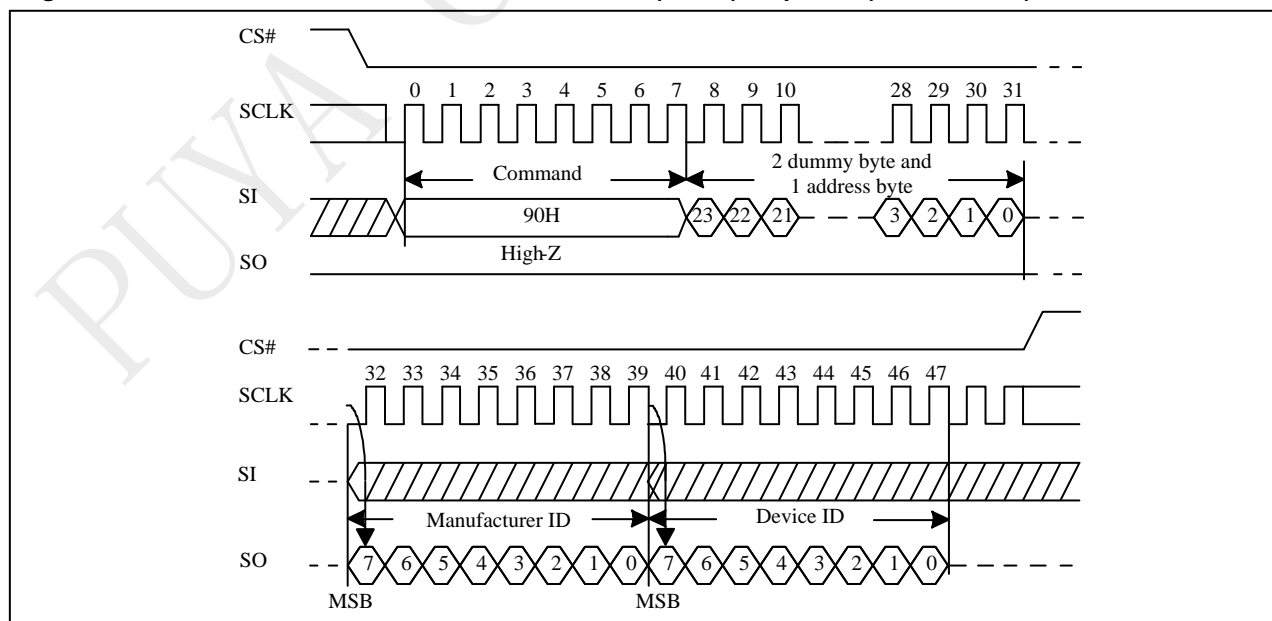 PUYA
CS#
0 1 2 3 4 5 6 7 8 9 10 28 29 30 31
SCLK
Command
2 dummy byte and
1 address byte
SI
90H
23 22 21 3 2 1 0
High-Z
SO
CS#
32 33 34 35 36 37 38 39 40 41 42 43 44 45 46 47
SCLK
SI
Manufacturer ID
Device ID
SO
7 6 5 4 3 2 1 0 7 6 5 4 3 2 1 0
MSB
MSB